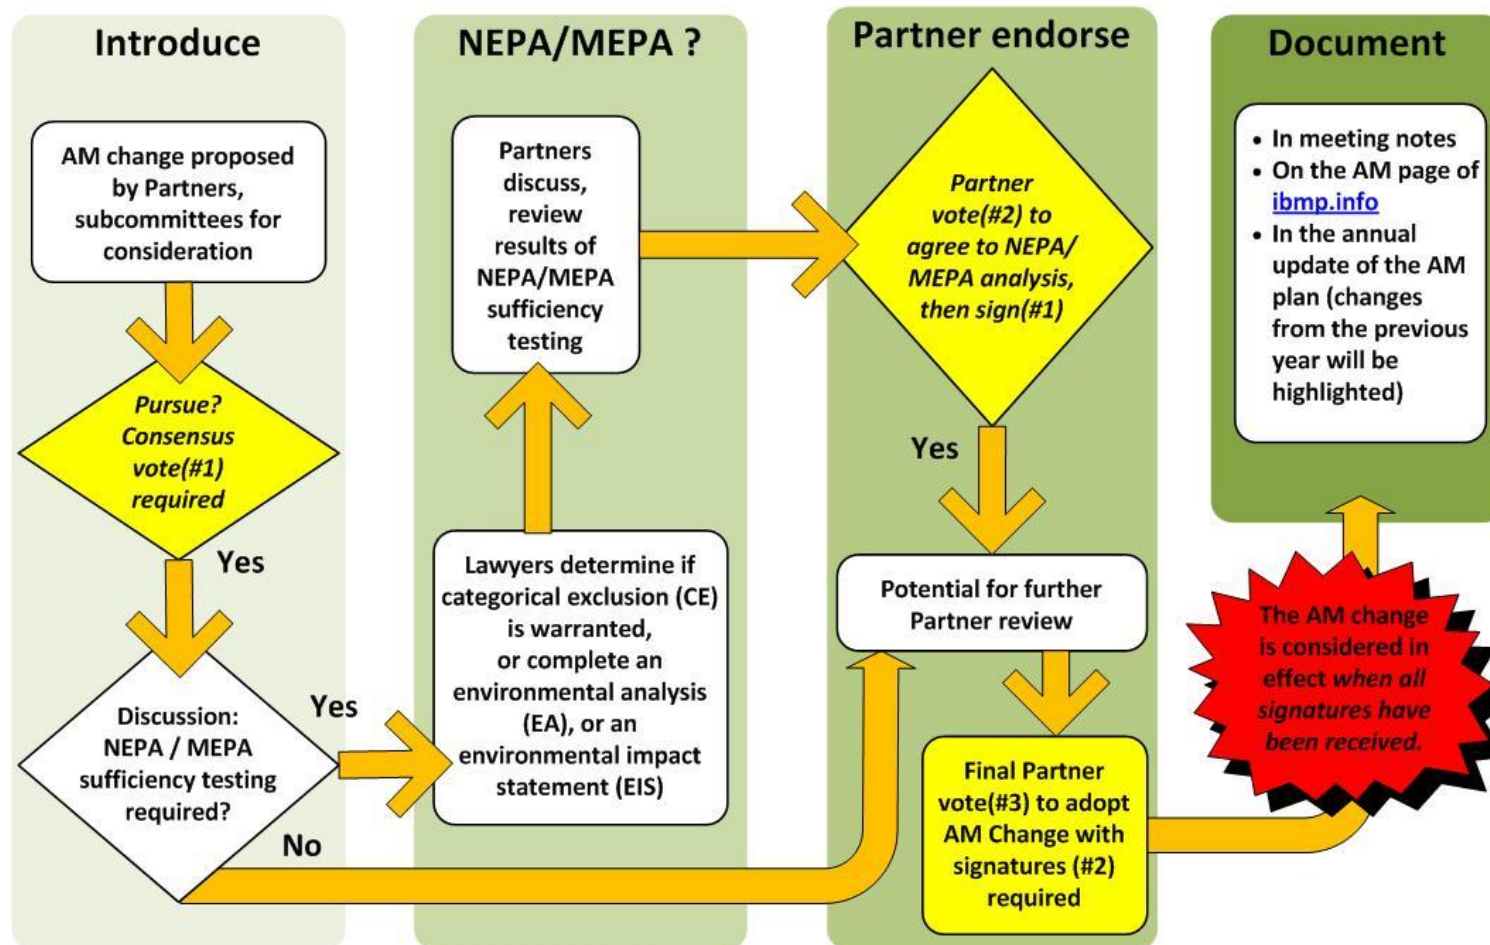 Introduce
AM change proposed
by Partners,
subcommittees for
consideration
Pursue?
Consensus
vote(#1)
required
Yes
Discussion:
NEPA / MEPA
sufficiency testing
required?
Yes
No
NEPA/MEPA ?
Partners
discuss,
review
results of
NEPA/MEPA
sufficiency
testing
Lawyers determine if
categorical exclusion (CE)
is warranted,
or complete an
environmental analysis
(EA), or an
environmental impact
statement (EIS)
Partner endorse
Partner
vote(#2) to
agree to NEPA/
MEPA analysis,
then sign(#1)
Yes
Potential for further
Partner review
Final Partner
vote(#3) to adopt
AM Change with
signatures (#2)
required
Document
• In meeting notes
• On the AM page of
ibmp.info
• In the annual
update of the AM
plan (changes
from the previous
year will be
highlighted)
The AM change
is considered in
effect when all
signatures have
been received.